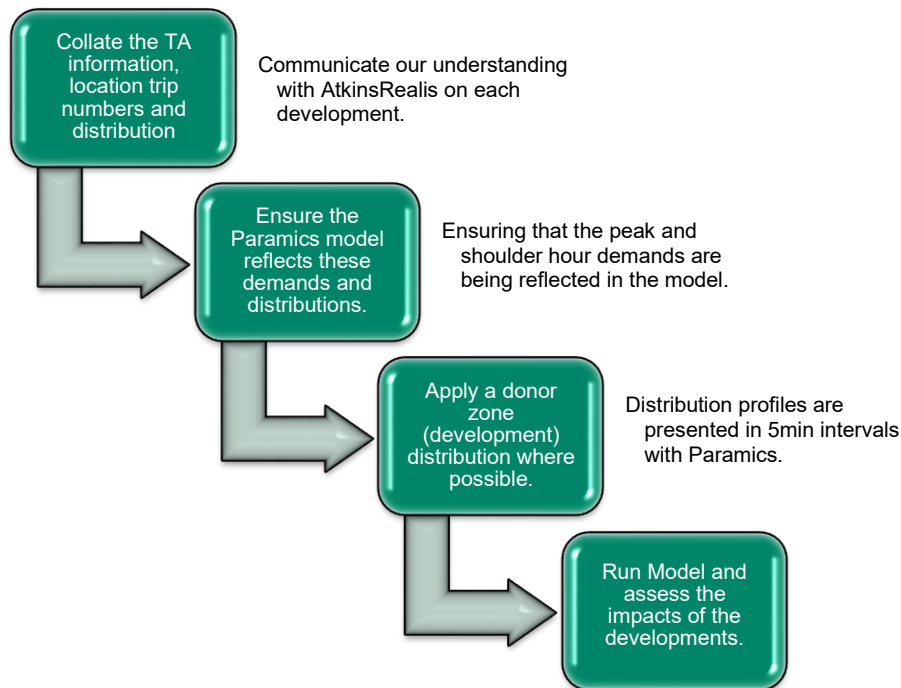 Collate the TA
information,
location trip
numbers and
distribution
Communicate our understanding
with AtkinsRealis on each
development.
Ensure the
Paramics model
reflects these
demands and
distributions.
Ensuring that the peak and
shoulder hour demands are
being reflected in the model.
Apply a donor
zone
(development)
distribution where
possible.
Distribution profiles are
presented in 5min intervals
with Paramics.
Run Model and
assess the
impacts of the
developments.